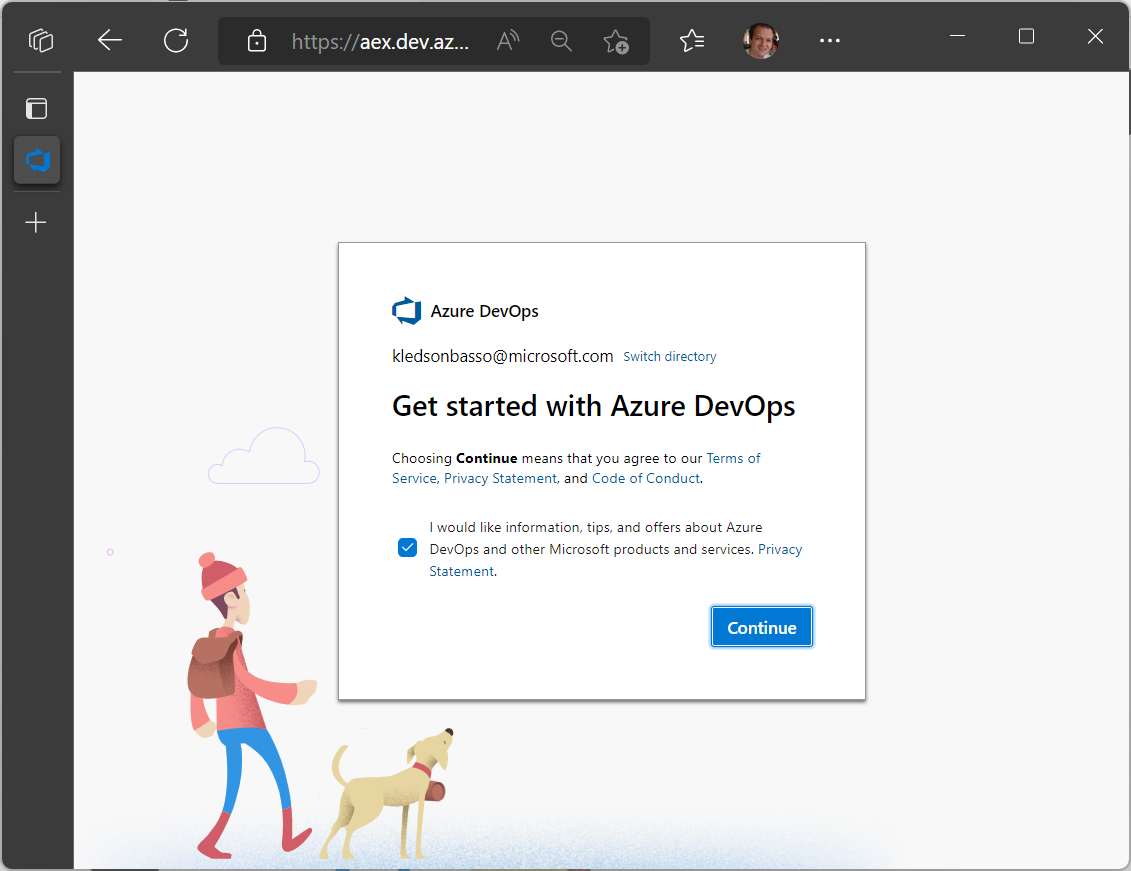 https://aex.dev.az...
Azure DevOps
kledsonbasso@microsoft.com Switch directory
Get started with Azure DevOps
Choosing Continue means that you agree to our Terms of
Service, Privacy Statement, and Code of Conduct.
I would like information, tips, and offers about Azure
DevOps and other Microsoft products and services. Privacy
Statement.
Continue